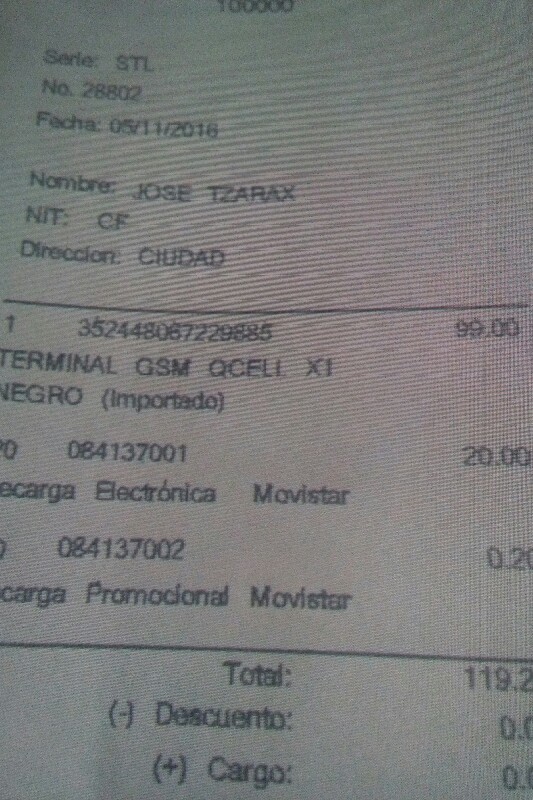 100000
Serie: STL
No. 28802
Fecha: 05/11/2016
Nombre: JOSE TZARAX
NIT: CF
Direccion: CIUDAD
1 352448067229885 99.00
TERMINAL GSM QCELL X1
NEGRO (Importado)
0 084137001 20.00
ecarga Electrónica Movistar
084137002 0.20
carga Promocional Movistar
Total: 119.2
(-) Descuento: 0.0
(+) Cargo: 0.0